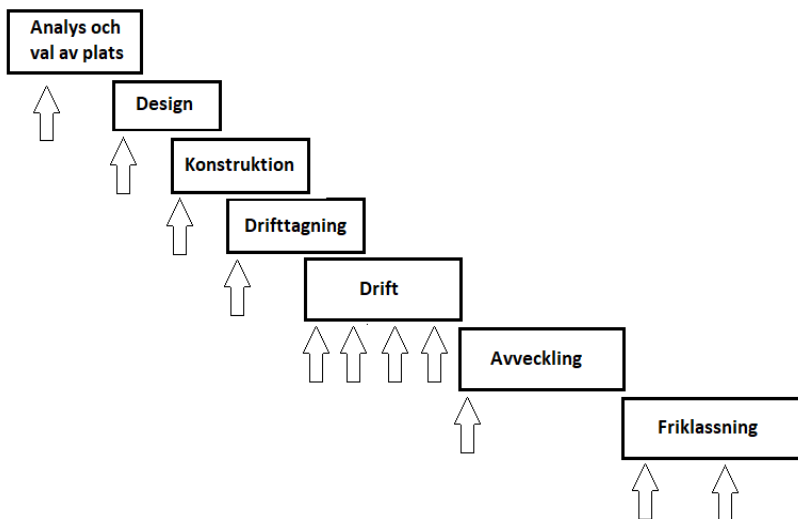 Analys och
val av plats
Design
Konstruktion
Drifttagning
Drift
Avveckling
Friklassning